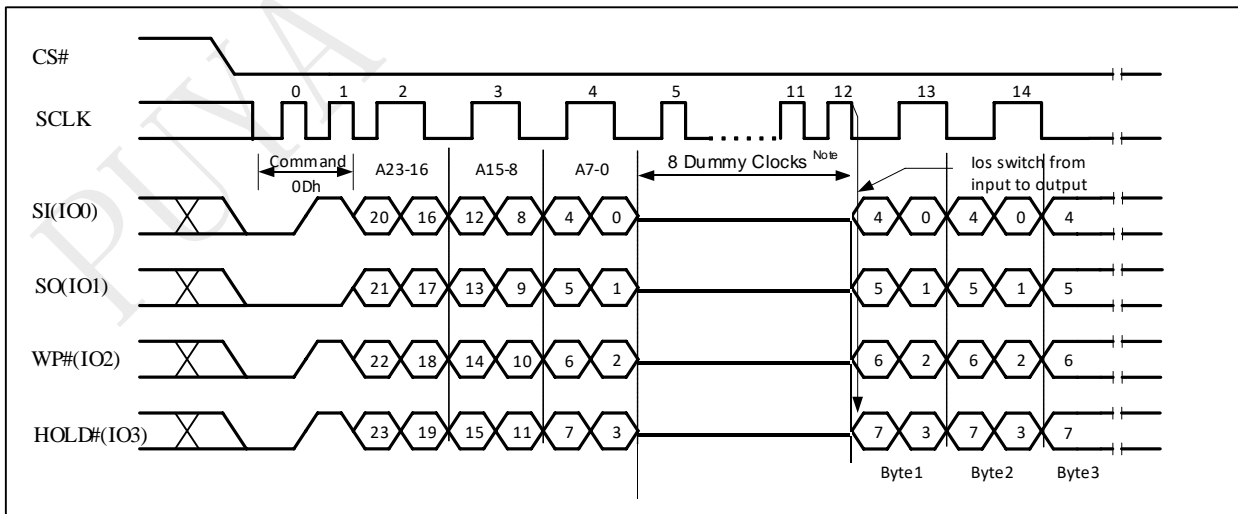 PUYA
CS#
0 1 2 3 4 5 11 12 13 14
SCLK
Command
0Dh
A23-16 A15-8 A7-0 8 Dummy Clocks Note
Ios switch from
input to output
SI(IO0) 20 16 12 8 4 0 4 0 4 0 4
SO(IO1) 21 17 13 9 5 1 5 1 5 1 5
WP#(IO2) 22 18 14 10 6 2 6 2 6 2 6
HOLD#(IO3) 23 19 15 11 7 3 7 3 7 3 7
Byte1 Byte2 Byte3